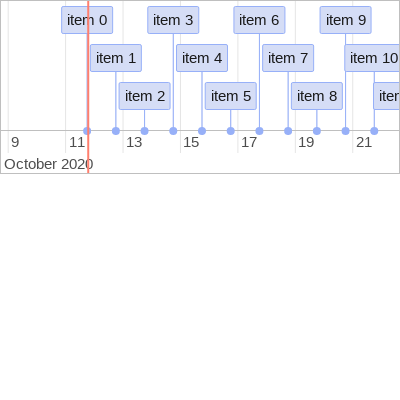 item 0 item 3 item 6 item 9
item 1 item 4 item 7 item 10
item 2 item 5 item 8
9 11 13 15 17 19 21
October 2020